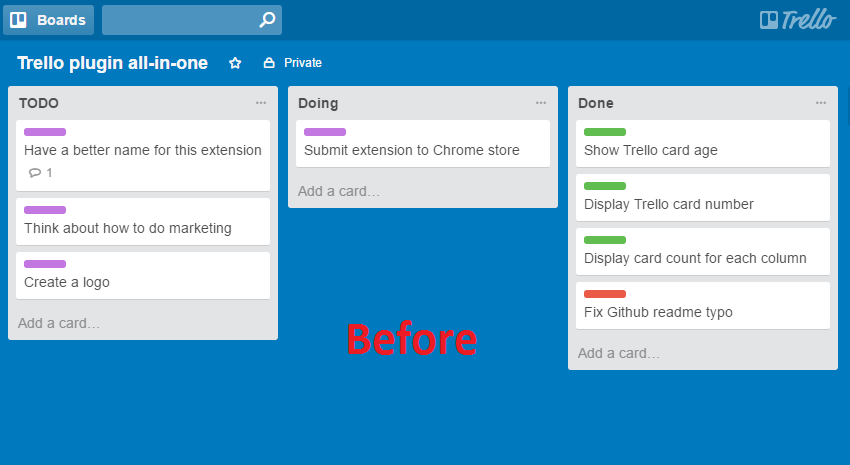 Boards
Trello
Trello plugin all-in-one
Private
TODO
Have a better name for this extension
1
Think about how to do marketing
Create a logo
Add a card…
Doing
Submit extension to Chrome store
Add a card…
Done
Show Trello card age
Display Trello card number
Display card count for each column
Fix Github readme typo
Add a card…
Before